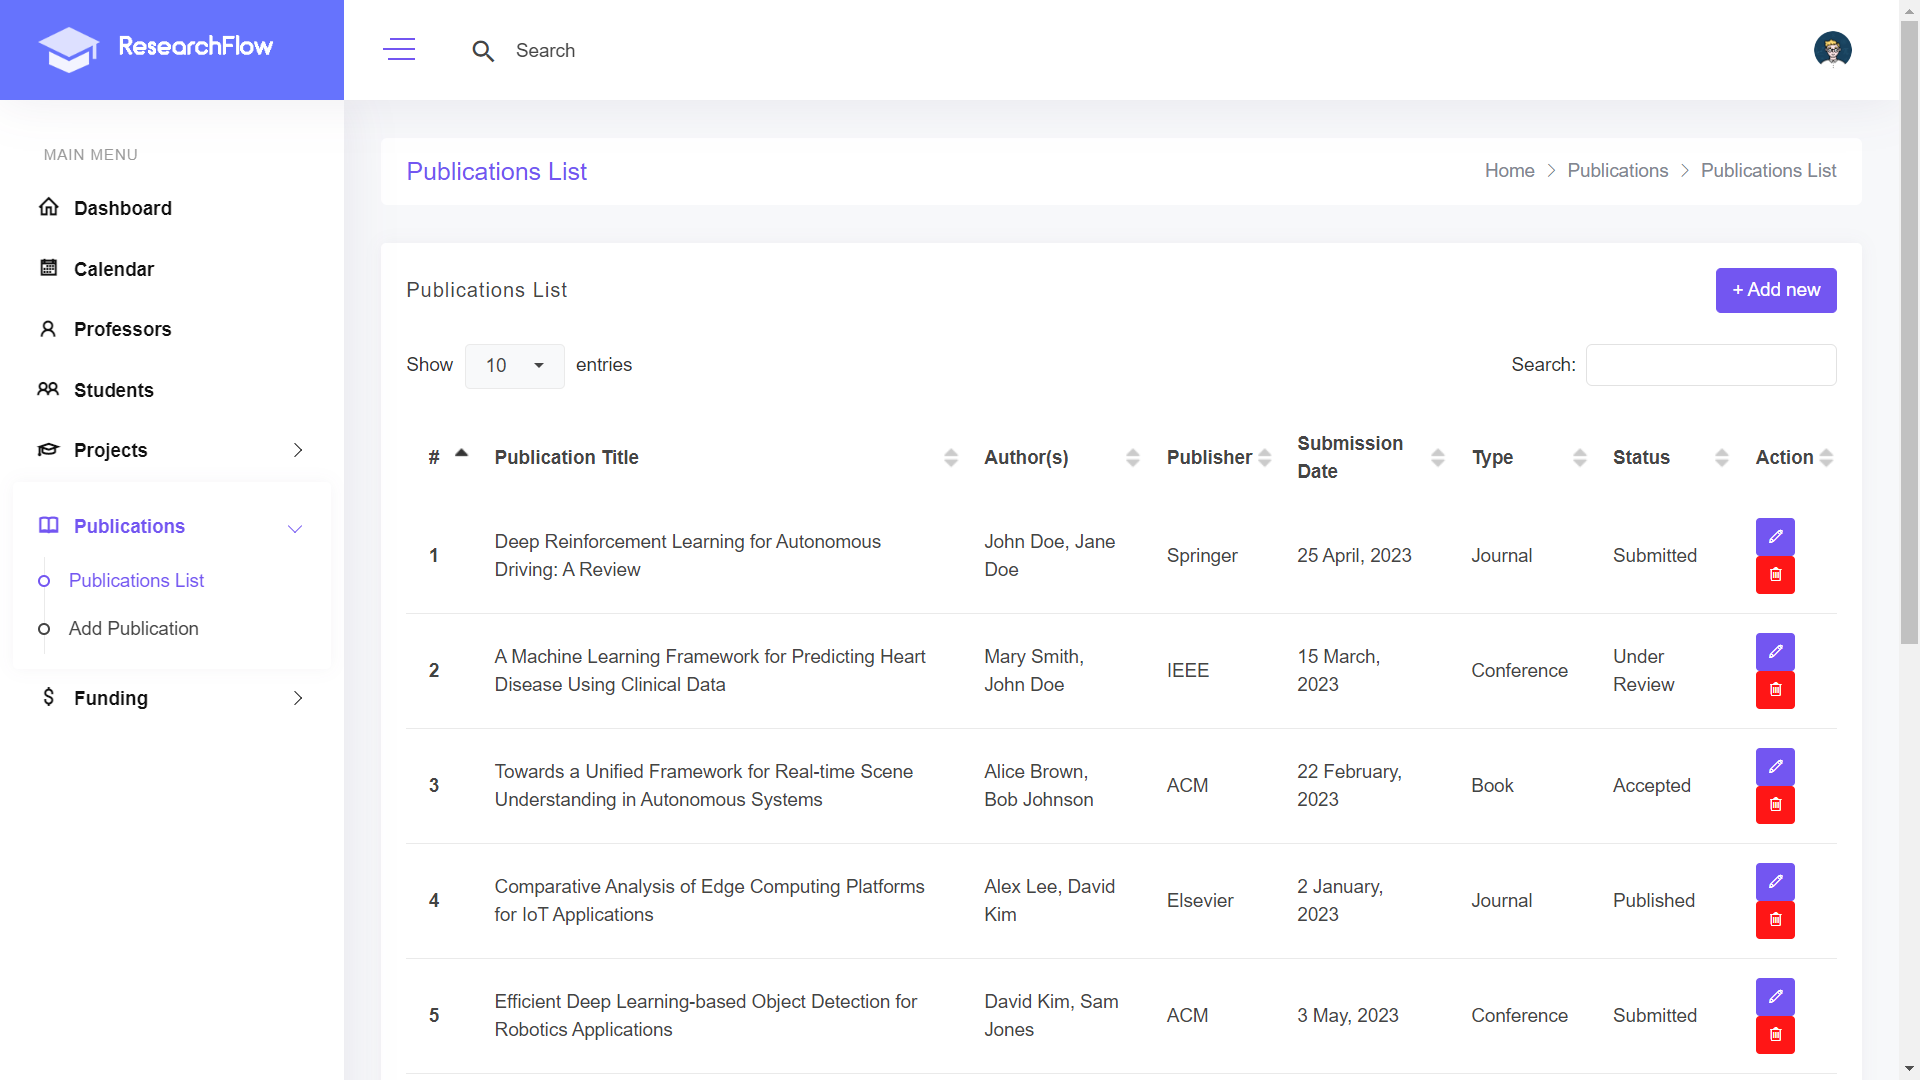 ResearchFlow
Search
MAIN MENU
Dashboard
Calendar
Professors
Students
Projects
Publications
Publications List
Add Publication
Funding
Publications List
Home
Publications
Publications List
Publications List
+ Add new
Show 10 entries
Search:
# Publication Title Author(s) Publisher Submission Date Type Status Action
1 Deep Reinforcement Learning for Autonomous Driving: A Review John Doe, Jane Doe Springer 25 April, 2023 Journal Submitted
2 A Machine Learning Framework for Predicting Heart Disease Using Clinical Data Mary Smith, John Doe IEEE 15 March, 2023 Conference Under Review
3 Towards a Unified Framework for Real-time Scene Understanding in Autonomous Systems Alice Brown, Bob Johnson ACM 22 February, 2023 Book Accepted
4 Comparative Analysis of Edge Computing Platforms for IoT Applications Alex Lee, David Kim Elsevier 2 January, 2023 Journal Published
5 Efficient Deep Learning-based Object Detection for Robotics Applications David Kim, Sam Jones ACM 3 May, 2023 Conference Submitted